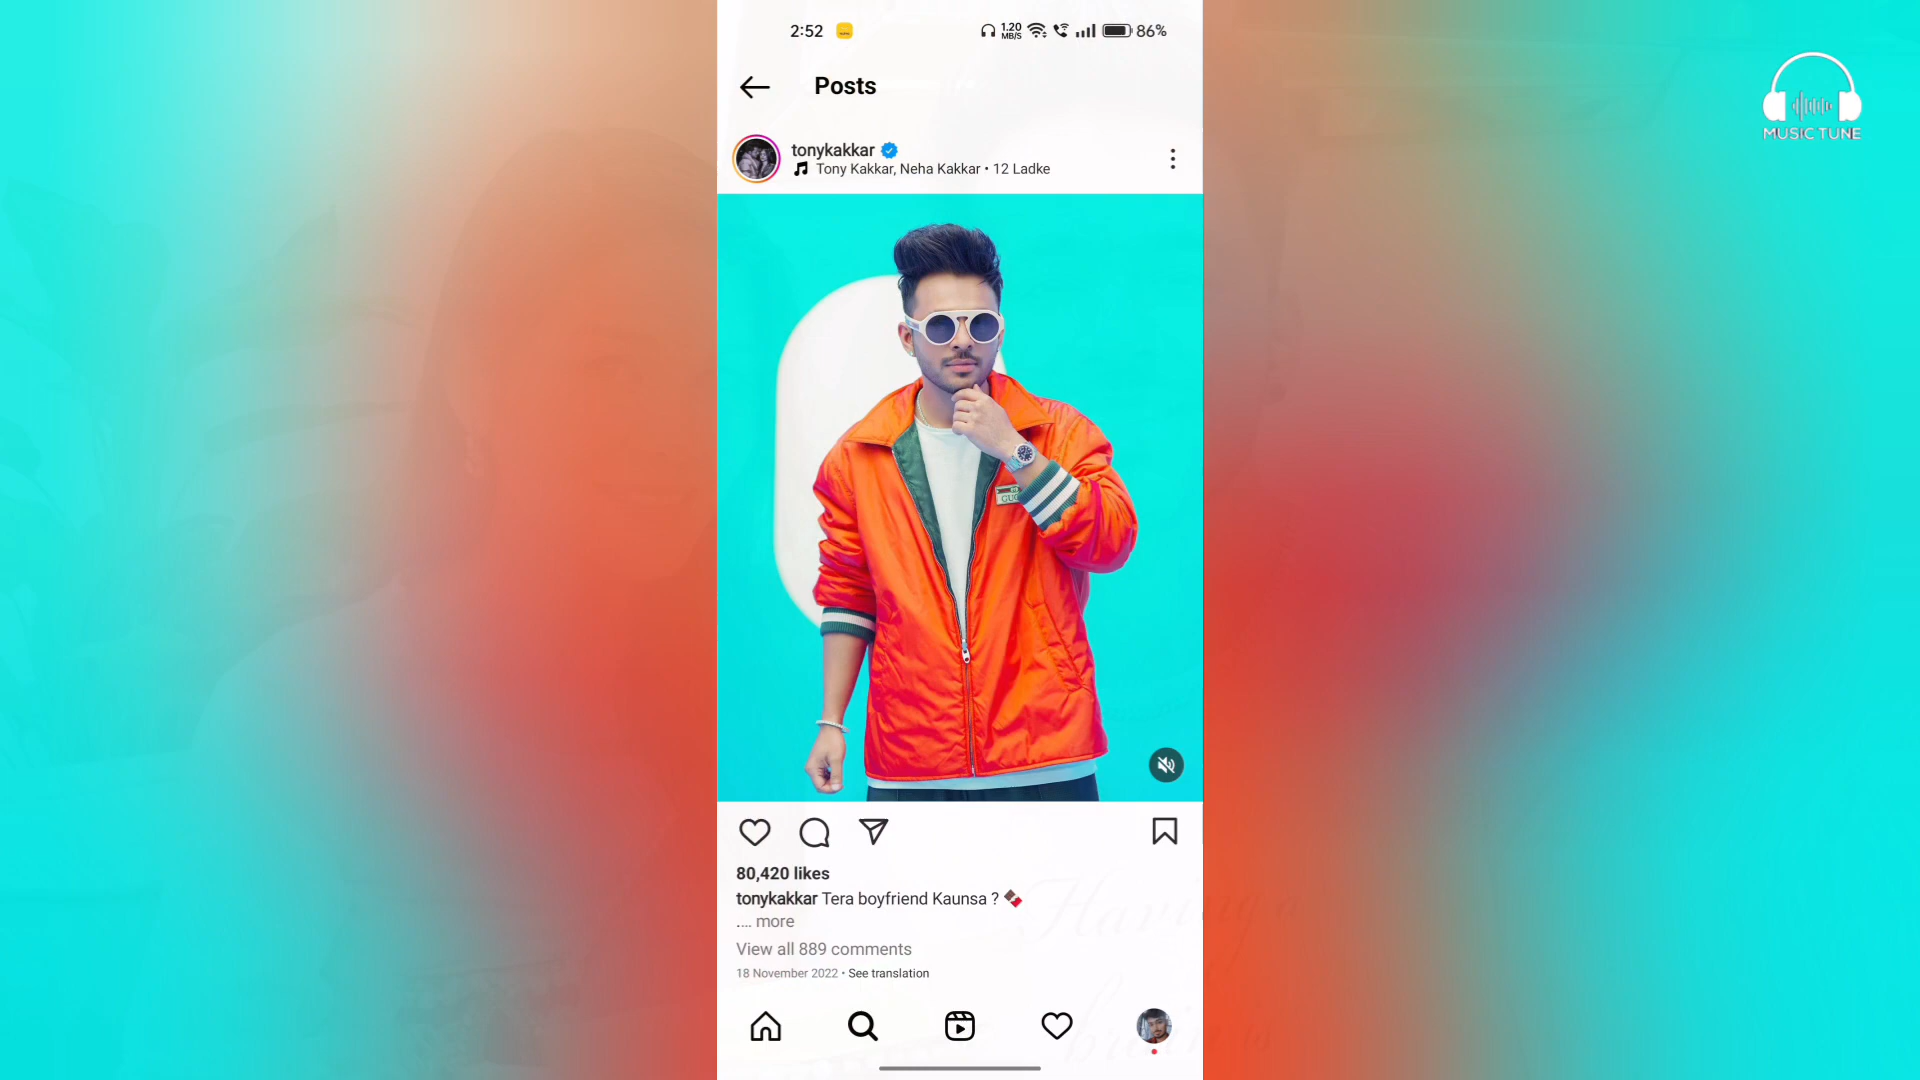 2:52
1.20
MB/S
86%
Posts
MUSIC TUNE
tonykakkar
Tony Kakkar, Neha Kakkar • 12 Ladke
80,420 likes
tonykakkar Tera boyfriend Kaunsa ? 🍫
.... more
View all 889 comments
18 November 2022 • See translation
Having